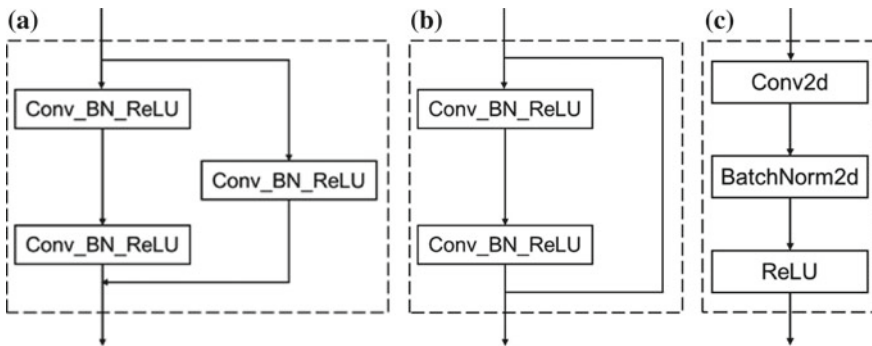 (a)
Conv_BN_ReLU
Conv_BN_ReLU
Conv_BN_ReLU
(b)
Conv_BN_ReLU
Conv_BN_ReLU
(c)
Conv2d
BatchNorm2d
ReLU